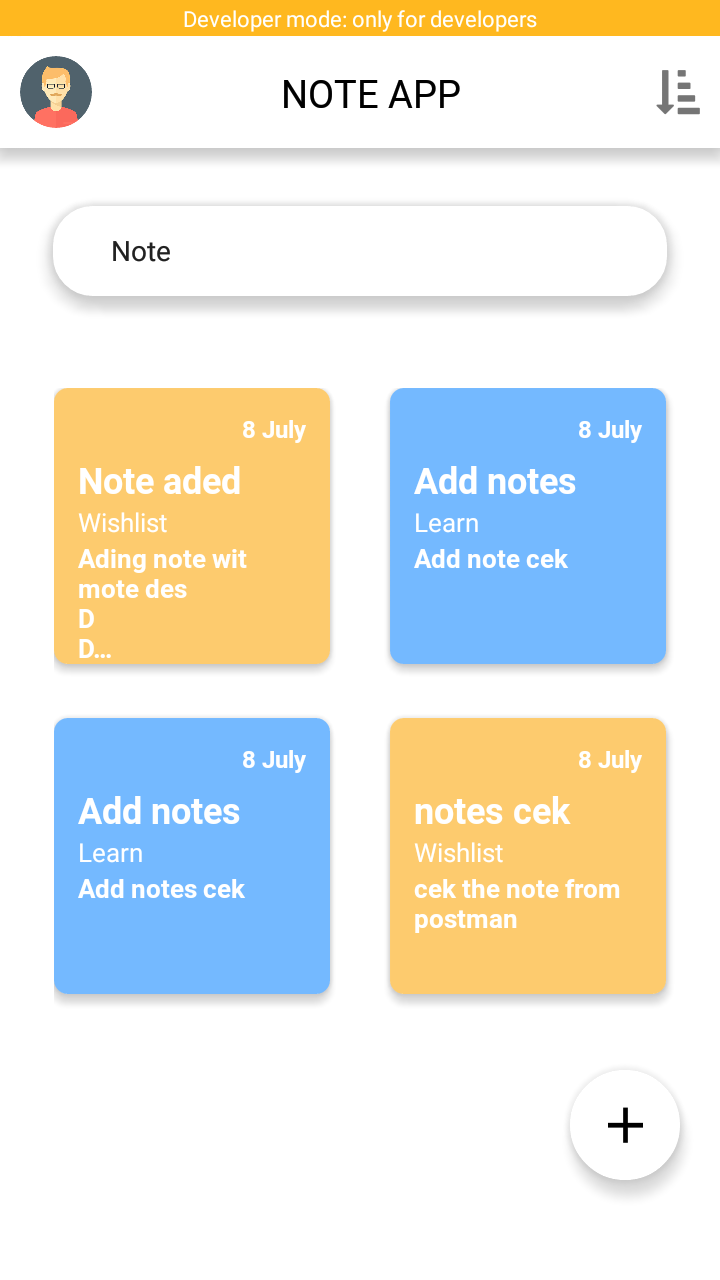 Developer mode: only for developers
NOTE APP
Note
8 July
Note aded
Wishlist
Ading note wit
mote des
D
D...
8 July
Add notes
Learn
Add note cek
8 July
Add notes
Learn
Add notes cek
8 July
notes cek
Wishlist
cek the note from
postman